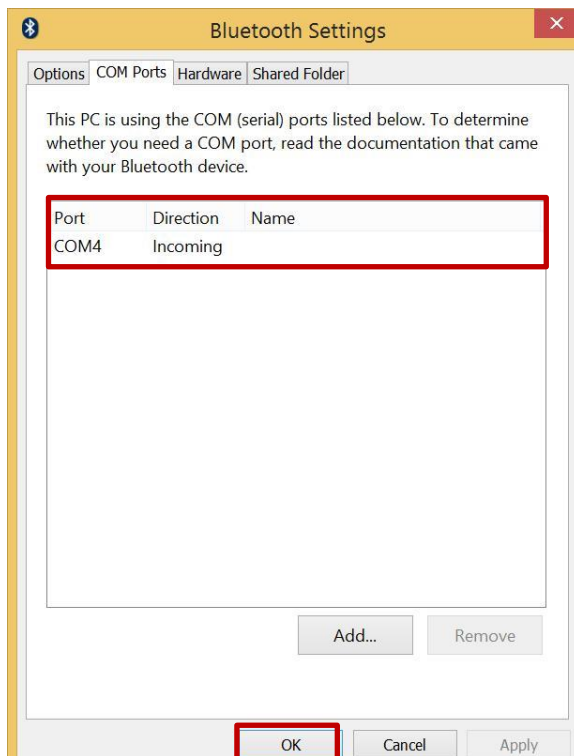 Bluetooth Settings
Options COM Ports Hardware Shared Folder
This PC is using the COM (serial) ports listed below. To determine
whether you need a COM port, read the documentation that came
with your Bluetooth device.
Port Direction Name
COM4 Incoming
Add... Remove
OK Cancel Apply